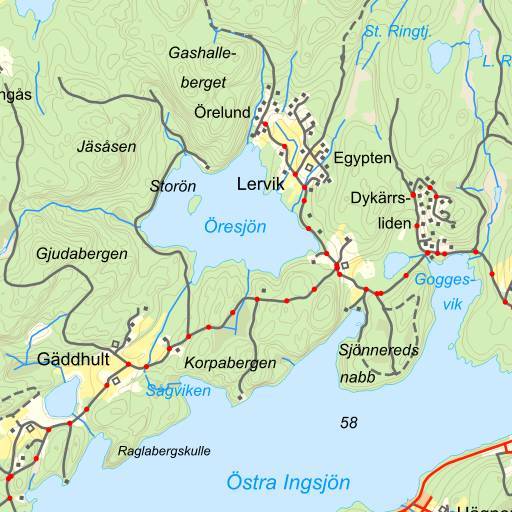 St. Ringtj.
Gashalle-
berget
L. R
ngås
Örelund
Jäsåsen
Egypten
Storön
Lervik
Dykärrs-
liden
Öresjön
Gjudabergen
Gogges-
vik
Gäddhult
Korpabergen
Sjönnereds
nabb
Sågviken
58
Raglabergskulle
Östra Ingsjön